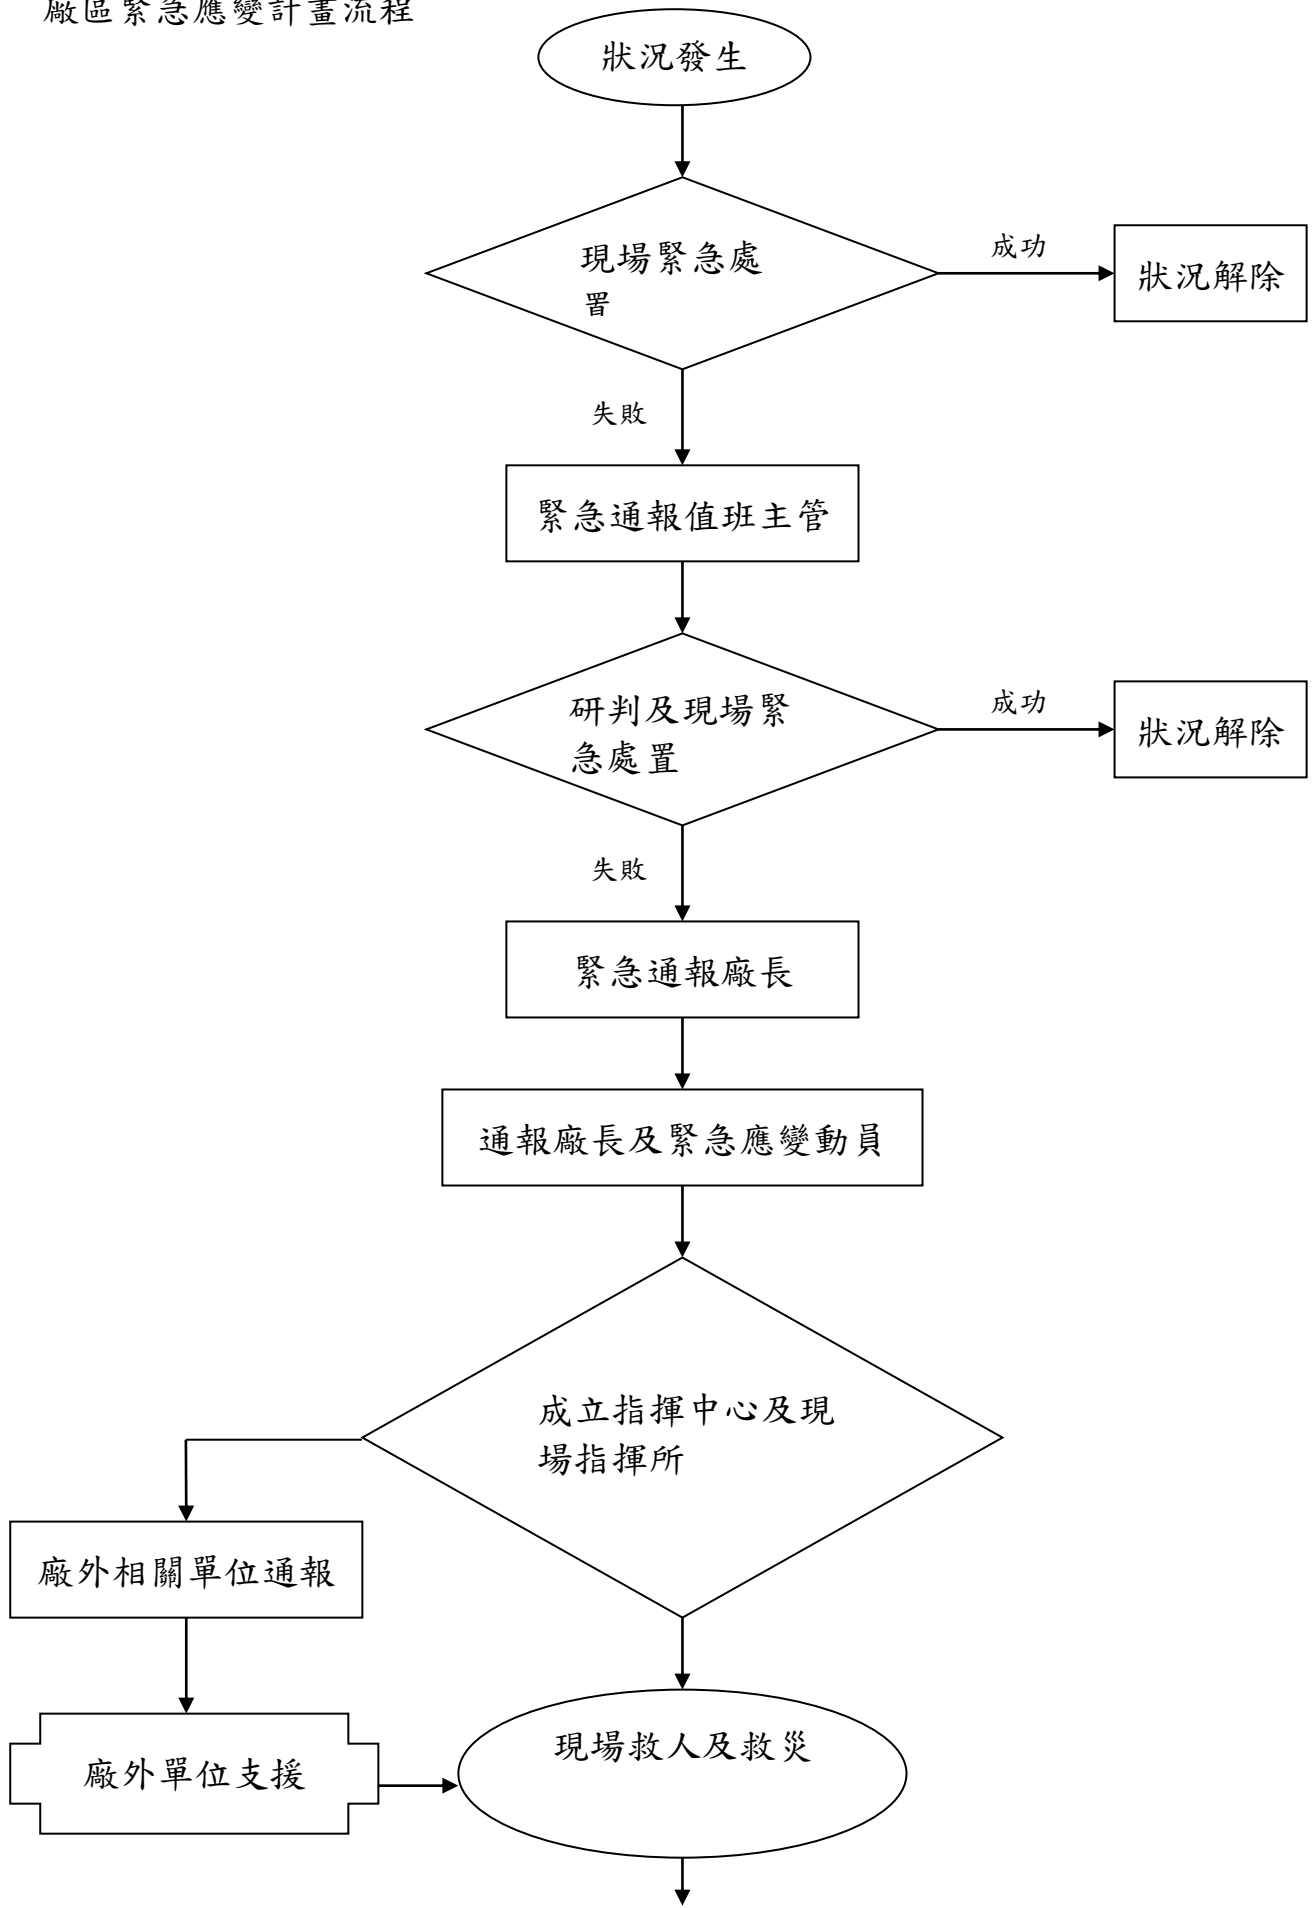 廠區緊急應變計畫流程
狀況發生
現場緊急處
置
成功
狀況解除
失敗
緊急通報值班主管
研判及現場緊
急處置
成功
狀況解除
失敗
緊急通報廠長
通報廠長及緊急應變動員
成立指揮中心及現
場指揮所
廠外相關單位通報
現場救人及救災
廠外單位支援